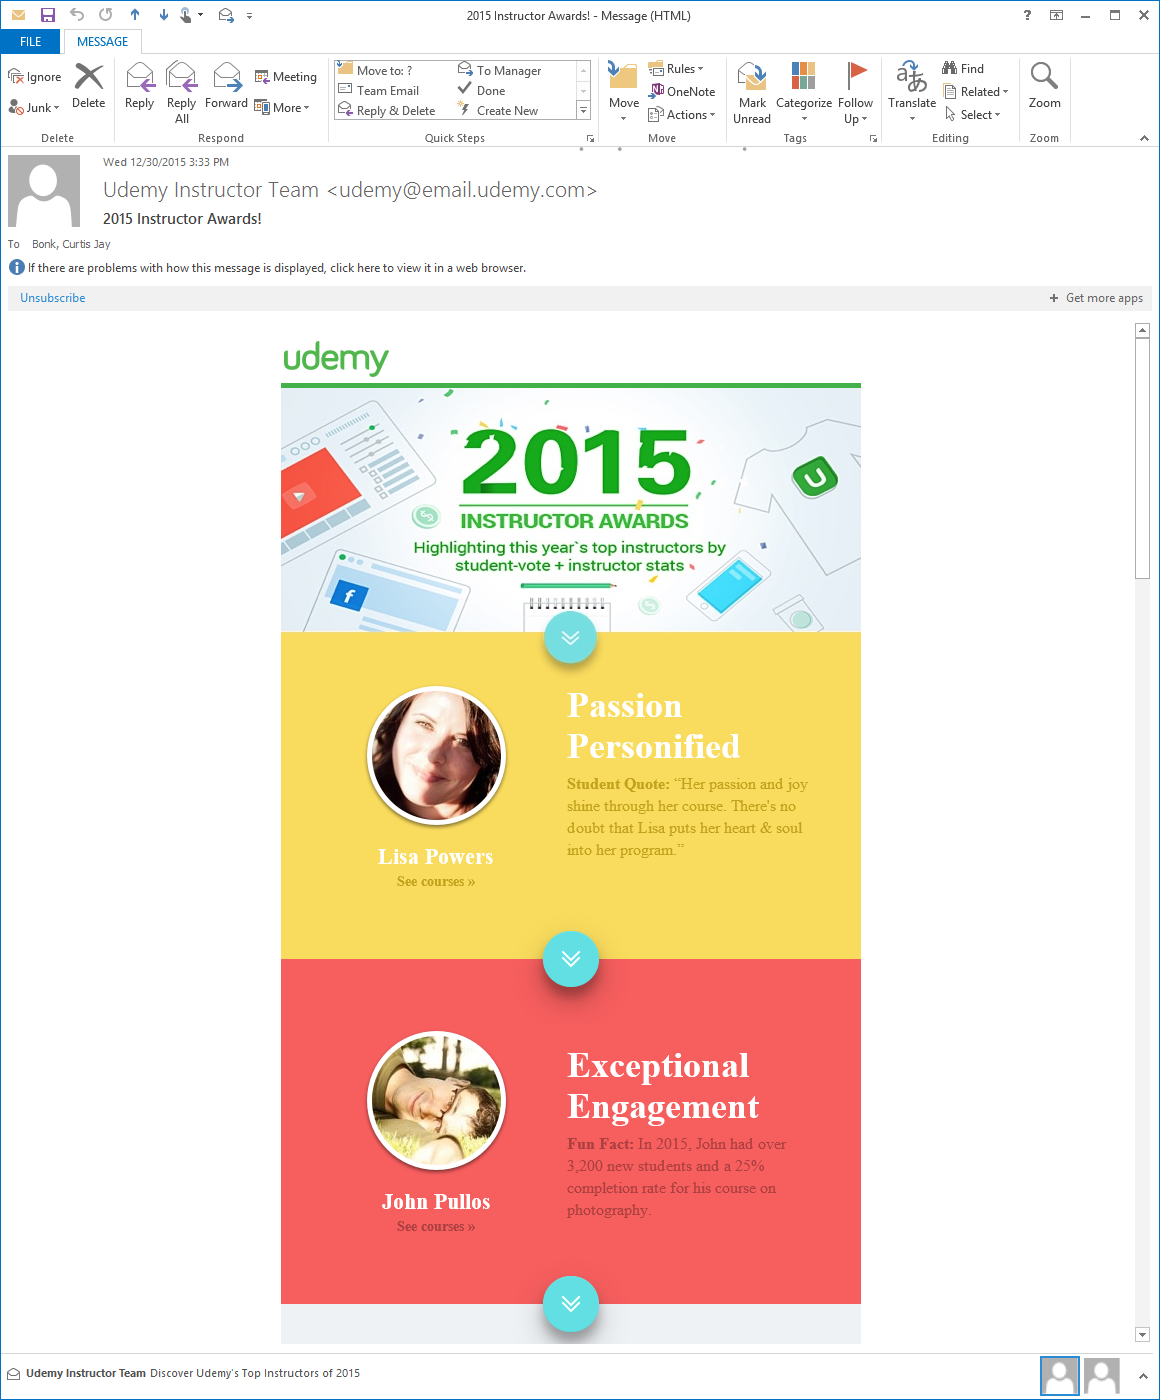 2015 Instructor Awards! - Message (HTML)
?
FILE
MESSAGE
Ignore
Junk
Delete
Reply
Reply All
Forward
Meeting
More
Move to: ?
Team Email
Reply & Delete
To Manager
Done
Create New
Move
Rules
OneNote
Actions
Mark Unread
Categorize
Follow Up
Translate
Find
Related
Select
Zoom
Delete
Respond
Quick Steps
Move
Tags
Editing
Zoom
Wed 12/30/2015 3:33 PM
Udemy Instructor Team <udemy@email.udemy.com>
2015 Instructor Awards!
To Bonk, Curtis Jay
If there are problems with how this message is displayed, click here to view it in a web browser.
Unsubscribe
+ Get more apps
udemy
2015
INSTRUCTOR AWARDS
Highlighting this year`s top instructors by
student-vote + instructor stats
Passion
Personified
Student Quote: “Her passion and joy
shine through her course. There's no
doubt that Lisa puts her heart & soul
into her program.”
Lisa Powers
See courses »
Exceptional
Engagement
Fun Fact: In 2015, John had over
3,200 new students and a 25%
completion rate for his course on
photography.
John Pullos
See courses »
Udemy Instructor Team Discover Udemy's Top Instructors of 2015